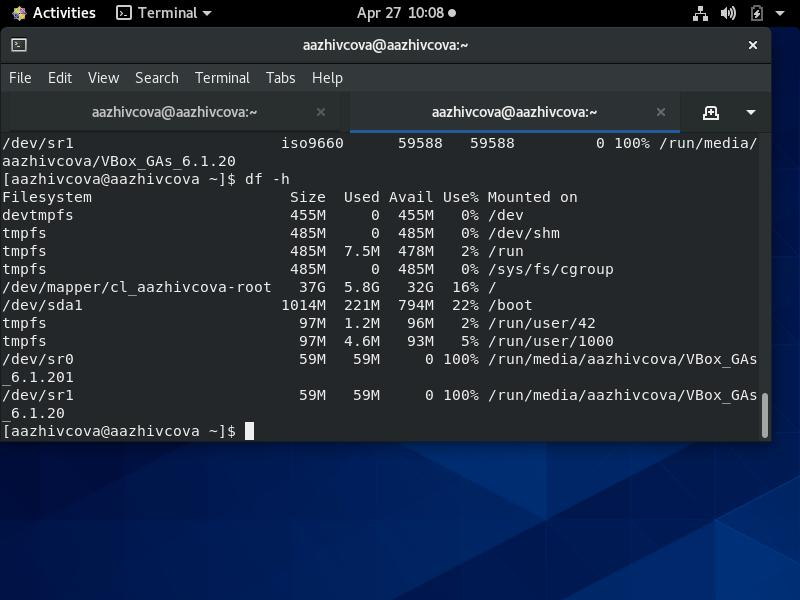 Activities Terminal Apr 27 10:08
aazhivcova@aazhivcova:~
File Edit View Search Terminal Tabs Help
aazhivcova@aazhivcova:~ aazhivcova@aazhivcova:~
/dev/sr1                       iso9660      59588   59588         0 100% /run/media/
aazhivcova/VBox_GAs_6.1.20
[aazhivcova@aazhivcova ~]$ df -h
Filesystem                      Size  Used Avail Use% Mounted on
devtmpfs                        455M     0  455M   0% /dev
tmpfs                           485M     0  485M   0% /dev/shm
tmpfs                           485M  7.5M  478M   2% /run
tmpfs                           485M     0  485M   0% /sys/fs/cgroup
/dev/mapper/cl_aazhivcova-root   37G  5.8G   32G  16% /
/dev/sda1                      1014M  221M  794M  22% /boot
tmpfs                            97M  1.2M   96M   2% /run/user/42
tmpfs                            97M  4.6M   93M   5% /run/user/1000
/dev/sr0                         59M   59M     0 100% /run/media/aazhivcova/VBox_GAs
_6.1.201
/dev/sr1                         59M   59M     0 100% /run/media/aazhivcova/VBox_GAs
_6.1.20
[aazhivcova@aazhivcova ~]$